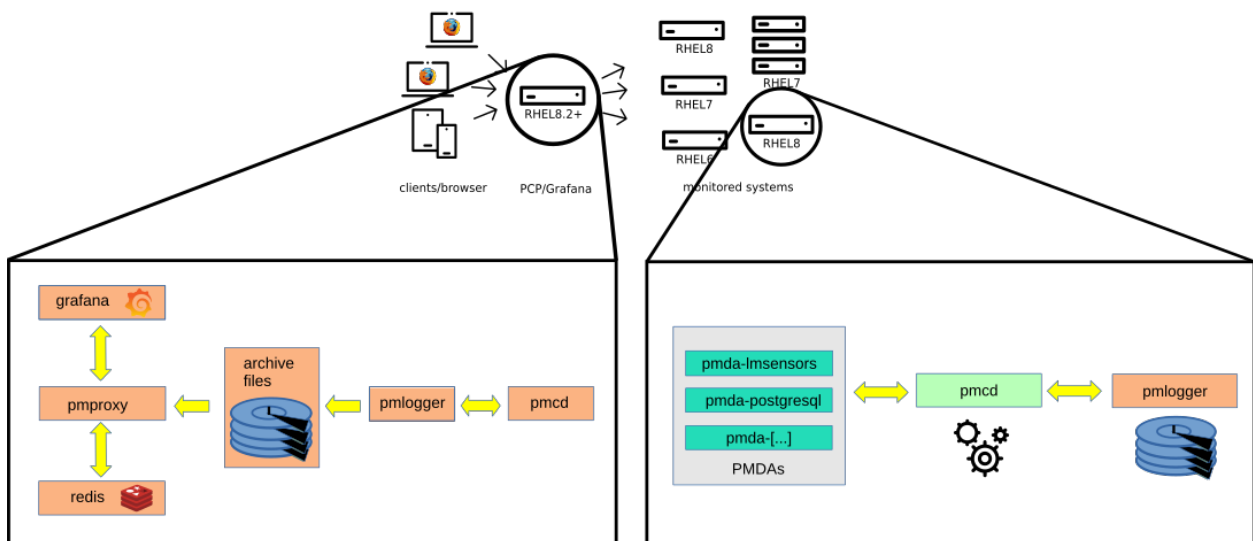 RHEL8
RHEL7
RHEL8.2+
RHEL7
RHEL6
RHEL8
clients/browser
PCP/Grafana
monitored systems
grafana
pmproxy
redis
archive
files
pmlogger
pmcd
pmda-lmsensors
pmda-postgresql
pmda-[...]
PMDAs
pmcd
pmlogger